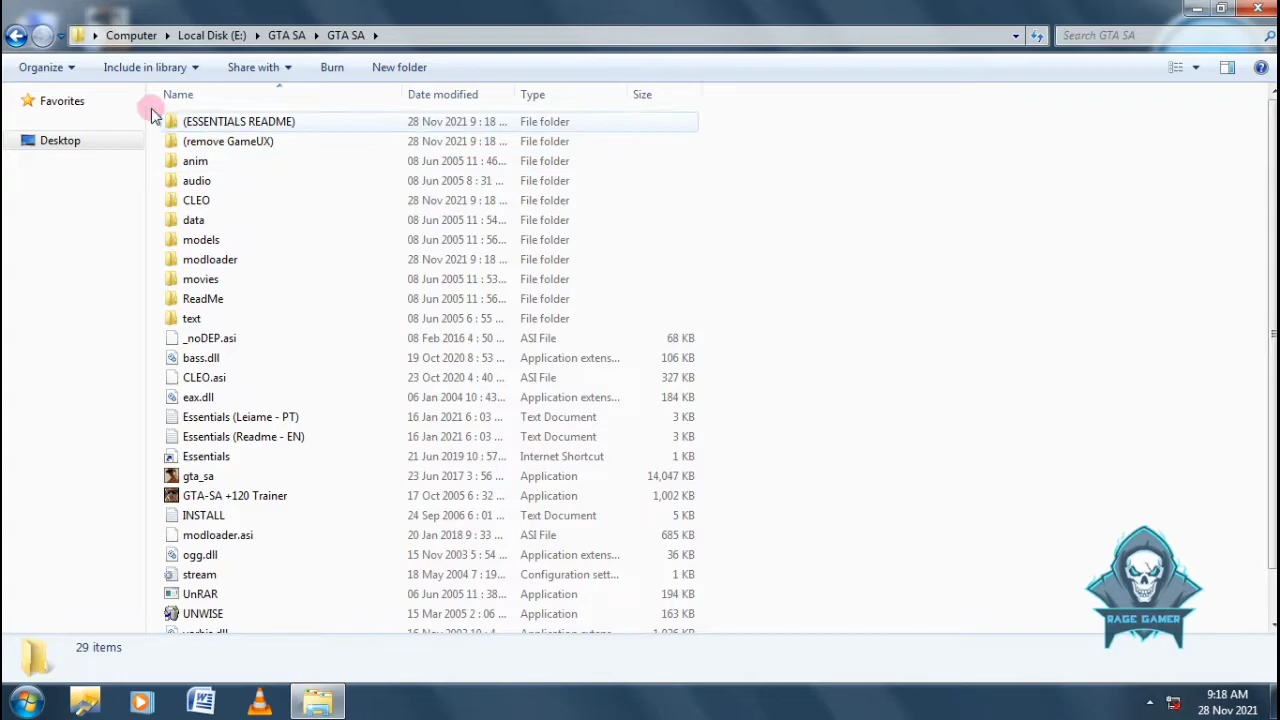 Computer Local Disk (E:) GTA SA GTA SA Search GTA SA
Organize Include in library Share with Burn New folder
Favorites
Desktop
Name Date modified Type Size
(ESSENTIALS README) 28 Nov 2021 9 : 18 ... File folder
(remove GameUX) 28 Nov 2021 9 : 18 ... File folder
anim 08 Jun 2005 11 : 46... File folder
audio 08 Jun 2005 8 : 31 ... File folder
CLEO 28 Nov 2021 9 : 18 ... File folder
data 08 Jun 2005 11 : 54... File folder
models 08 Jun 2005 11 : 56... File folder
modloader 28 Nov 2021 9 : 18 ... File folder
movies 08 Jun 2005 11 : 53... File folder
ReadMe 08 Jun 2005 11 : 56... File folder
text 08 Jun 2005 6 : 55 ... File folder
_noDEP.asi 08 Feb 2016 4 : 50 ... ASI File 68 KB
bass.dll 19 Oct 2020 8 : 53 ... Application extens... 106 KB
CLEO.asi 23 Oct 2020 4 : 40 ... ASI File 327 KB
eax.dll 06 Jan 2004 10 : 43... Application extens... 184 KB
Essentials (Leiame - PT) 16 Jan 2021 6 : 03 ... Text Document 3 KB
Essentials (Readme - EN) 16 Jan 2021 6 : 03 ... Text Document 3 KB
Essentials 21 Jun 2019 10 : 57... Internet Shortcut 1 KB
gta_sa 23 Jun 2017 3 : 56 ... Application 14,047 KB
GTA-SA +120 Trainer 17 Oct 2005 6 : 32 ... Application 1,002 KB
INSTALL 24 Sep 2006 6 : 01 ... Text Document 5 KB
modloader.asi 20 Jan 2018 9 : 33 ... ASI File 685 KB
ogg.dll 15 Nov 2003 5 : 54 ... Application extens... 36 KB
stream 18 May 2004 7 : 19... Configuration sett... 1 KB
UnRAR 06 Jun 2005 11 : 38... Application 194 KB
UNWISE 15 Mar 2005 2 : 06 ... Application 163 KB
RAGE GAMER
29 items
9:18 AM
28 Nov 2021